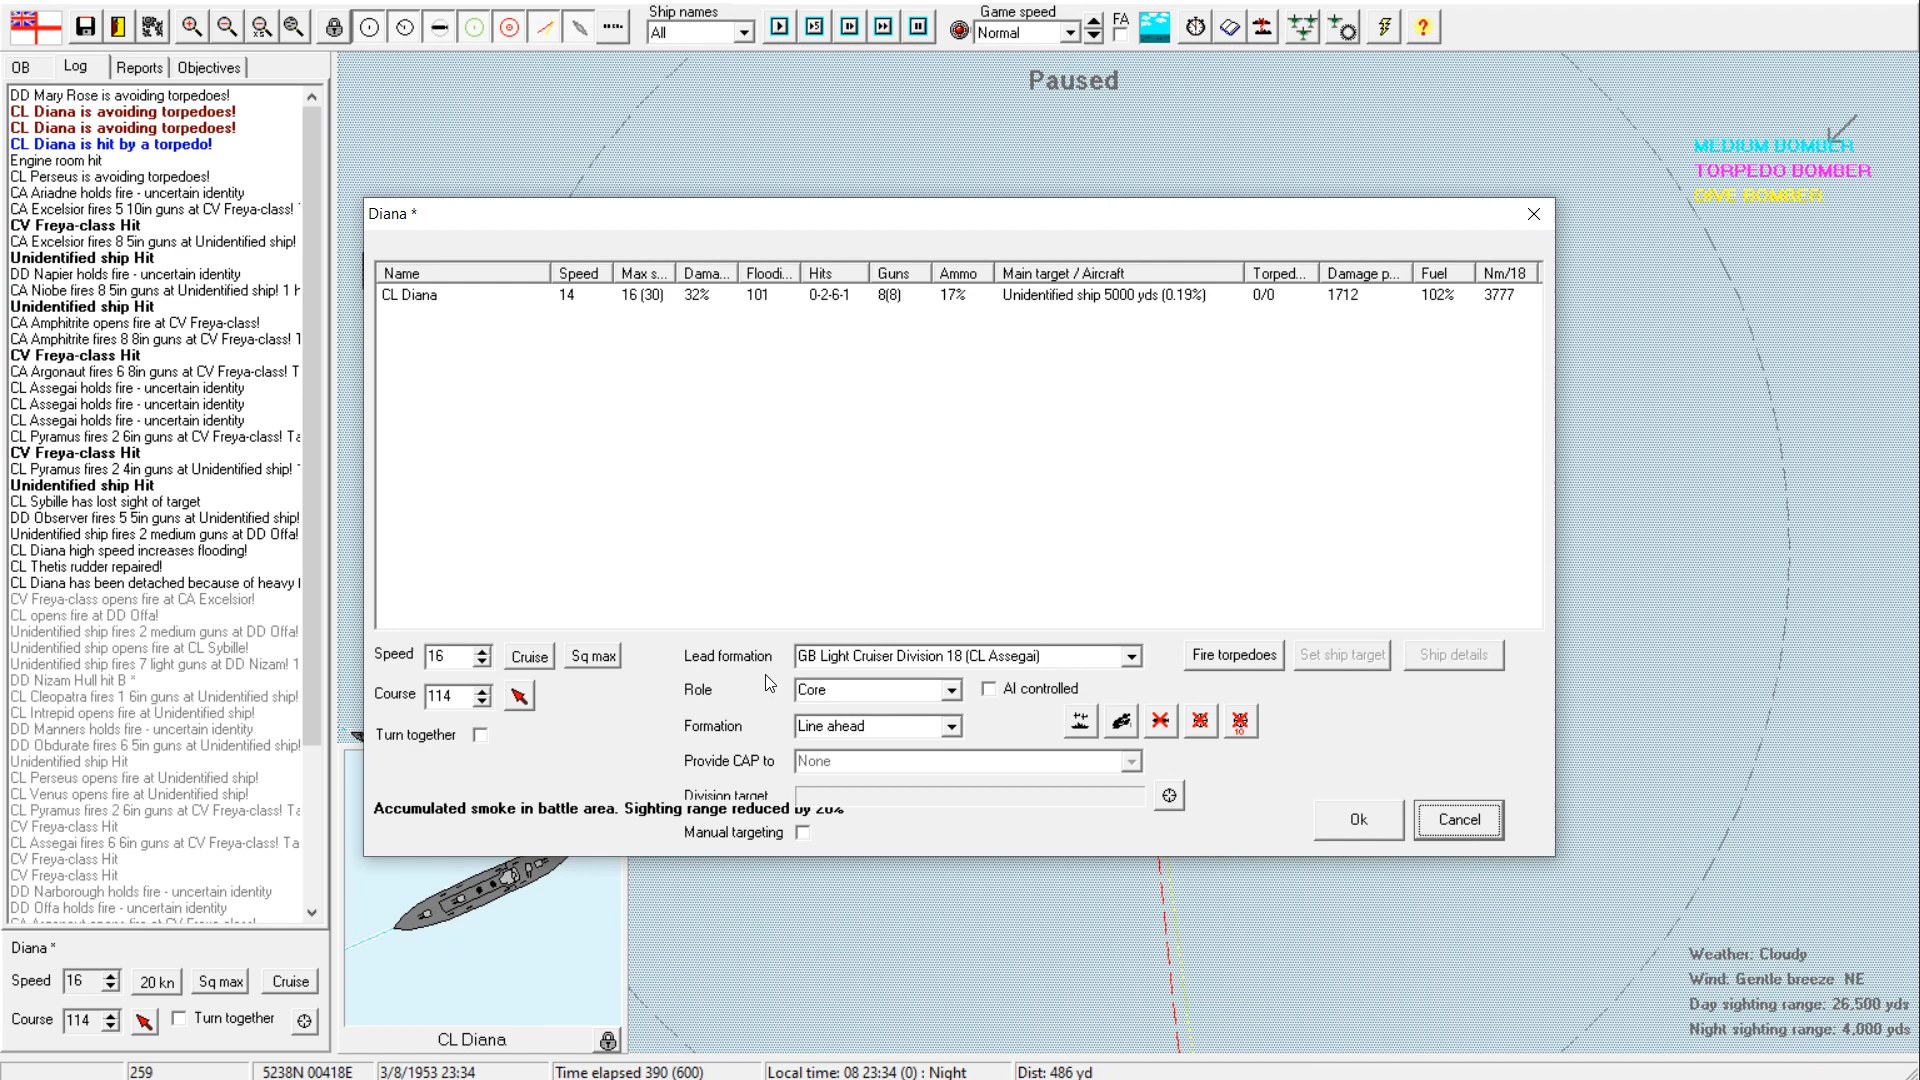 Ship names
All
Game speed
Normal
FA
OB
Log
Reports
Objectives
Paused
MEDIUM BOMBER
TORPEDO BOMBER
DIVE BOMBER
DD Mary Rose is avoiding torpedoes!
CL Diana is avoiding torpedoes!
CL Diana is avoiding torpedoes!
CL Diana is hit by a torpedo!
Engine room hit
CL Perseus is avoiding torpedoes!
CA Ariadne holds fire - uncertain identity
CA Excelsior fires 5 10in guns at CV Freya-class!
CV Freya-class Hit
CA Excelsior fires 8 5in guns at Unidentified ship!
Unidentified ship Hit
DD Napier holds fire - uncertain identity
CA Niobe fires 8 5in guns at Unidentified ship! 1 h
Unidentified ship Hit
CA Amphitrite opens fire at CV Freya-class!
CA Amphitrite fires 8 8in guns at CV Freya-class! 1
CV Freya-class Hit
CA Argonaut fires 6 8in guns at CV Freya-class! T
CL Assegai holds fire - uncertain identity
CL Assegai holds fire - uncertain identity
CL Assegai holds fire - uncertain identity
CL Pyramus fires 2 6in guns at CV Freya-class! Ta
CV Freya-class Hit
CL Pyramus fires 2 4in guns at Unidentified ship!
Unidentified ship Hit
CL Sybille has lost sight of target
DD Observer fires 5 5in guns at Unidentified ship!
Unidentified ship fires 2 medium guns at DD Offa!
CL Diana high speed increases flooding!
CL Thetis rudder repaired!
CL Diana has been detached because of heavy
CV Freya-class opens fire at CA Excelsior!
CL opens fire at DD Offa!
Unidentified ship fires 2 medium guns at DD Offa!
Unidentified ship opens fire at CL Sybille!
Unidentified ship fires 7 light guns at DD Nizam! 1
DD Nizam Hull hit B *
CL Cleopatra fires 1 6in guns at Unidentified ship!
CL Intrepid opens fire at Unidentified ship!
DD Manners holds fire - uncertain identity
DD Obdurate fires 6 5in guns at Unidentified ship!
Unidentified ship Hit
CL Perseus opens fire at Unidentified ship!
CL Venus opens fire at Unidentified ship!
CL Pyramus fires 2 6in guns at CV Freya-class! Ta
CV Freya-class Hit
CL Assegai fires 6 6in guns at CV Freya-class! Ta
CV Freya-class Hit
CV Freya-class Hit
DD Narborough holds fire - uncertain identity
DD Offa holds fire - uncertain identity
Diana *
Name Speed Max s... Dama... Floodi... Hits Guns Ammo Main target / Aircraft Torped... Damage p... Fuel Nm/18
CL Diana 14 16 (30) 32% 101 0-2-6-1 8(8) 17% Unidentified ship 5000 yds (0.19%) 0/0 1712 102% 3777
Speed 16 Cruise Sq max
Course 114
Turn together
Lead formation GB Light Cruiser Division 18 (CL Assegai)
Role Core AI controlled
Formation Line ahead
Provide CAP to None
Division target
Manual targeting
Fire torpedoes Set ship target Ship details
10
Accumulated smoke in battle area. Sighting range reduced by 20%
Ok Cancel
Diana *
Speed 16 20 kn Sq max Cruise
Course 114 Turn together
CL Diana
Weather: Cloudy
Wind: Gentle breeze NE
Day sighting range: 26,500 yds
Night sighting range: 4,000 yds
259 5238N 00418E 3/8/1953 23:34 Time elapsed 390 (600) Local time: 08 23:34 (0) : Night Dist: 486 yd